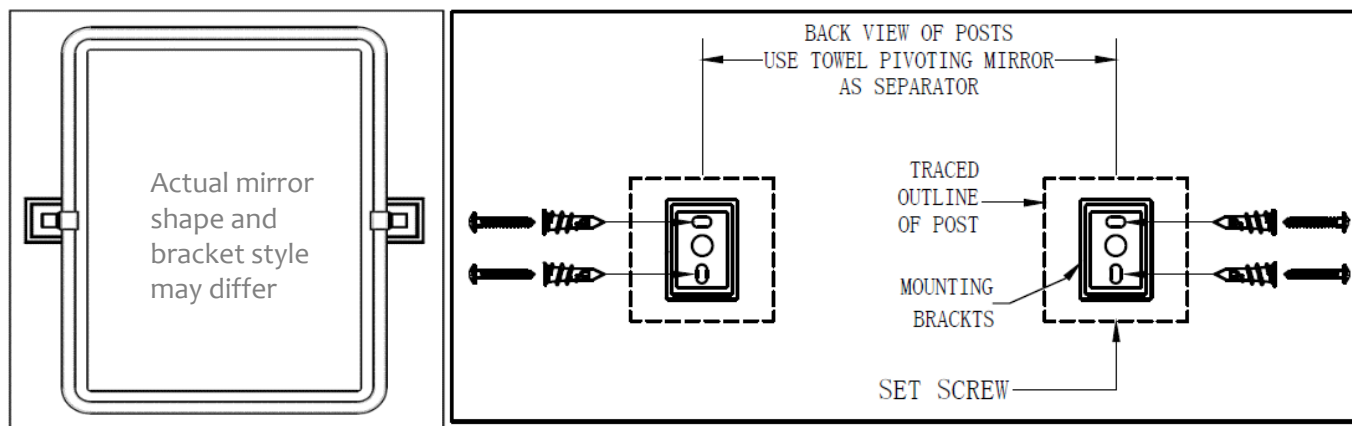 Actual mirror
shape and
bracket style
may differ
BACK VIEW OF POSTS
USE TOWEL PIVOTING MIRROR
AS SEPARATOR
TRACED
OUTLINE
OF POST
MOUNTING
BRACKTS
SET SCREW